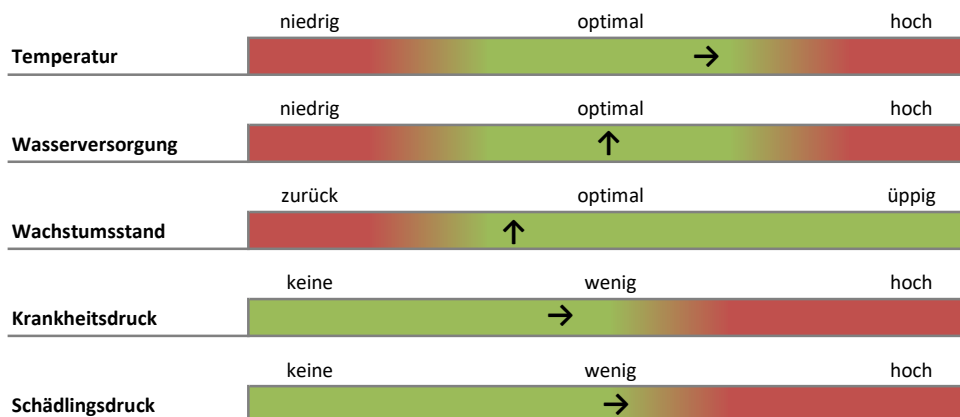 niedrig optimal hoch
Temperatur
niedrig optimal hoch
Wasserversorgung
zurück optimal üppig
Wachstumsstand
keine wenig hoch
Krankheitsdruck
keine wenig hoch
Schädlingsdruck